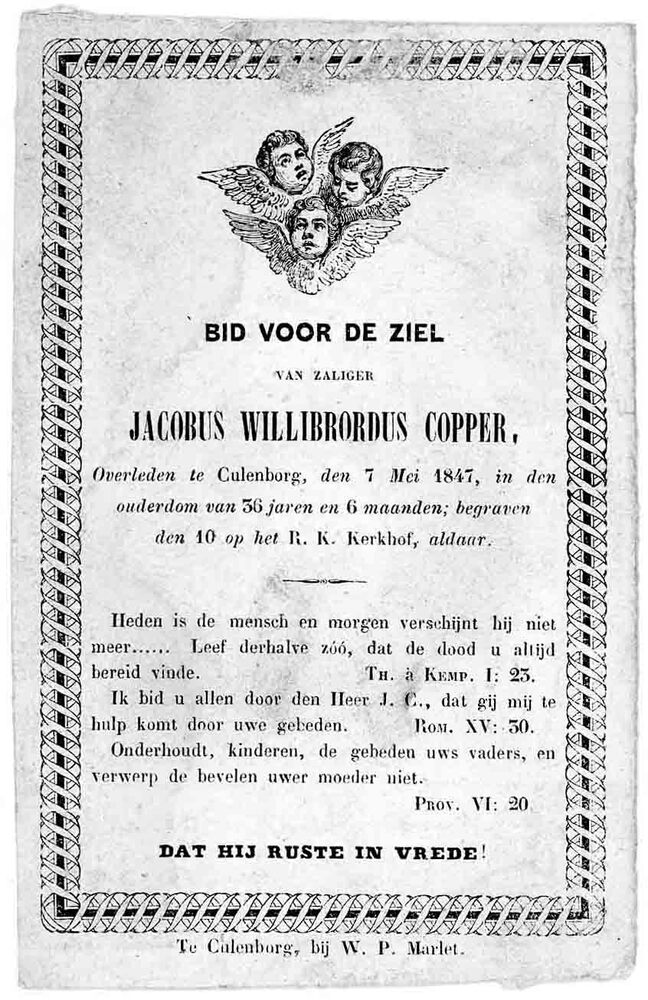 BID VOOR DE ZIEL
VAN ZALIGER
JACOBUS WILLIBRORDUS COPPER,
Overleden te Culenborg, den 7 Mei 1847, in den
ouderdom van 36 jaren en 6 maanden; begraven
den 10 op het R. K. Kerkhof, aldaar.
Heden is de mensch en morgen verschijnt hij niet
meer...... Leef derhalve zóó, dat de dood u altijd
bereid vinde. TH. à KEMP. I: 23.
Ik bid u allen door den Heer J. C., dat gij mij te
hulp komt door uwe gebeden. ROM. XV: 30.
Onderhoudt, kinderen, de geboden uws vaders, en
verwerp de bevelen uwer moeder niet.
PROV. VI: 20
DAT HIJ RUSTE IN VREDE!
Te Culenborg, bij W. P. Marlet.